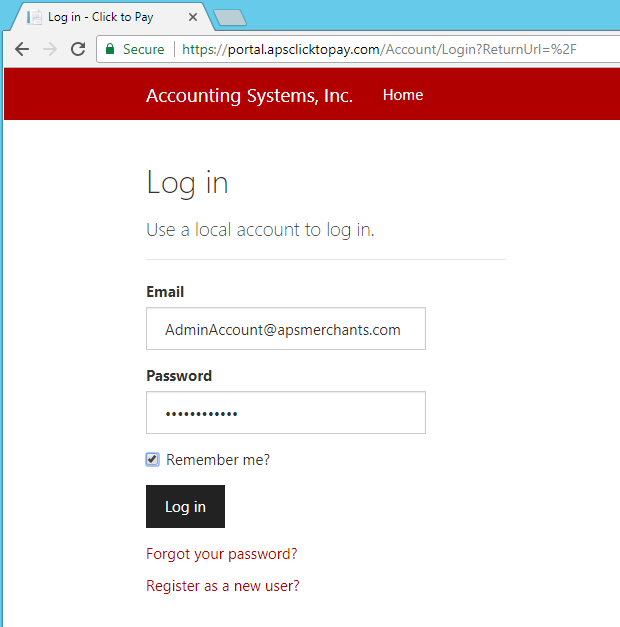 Log in - Click to Pay
Secure https://portal.apsclicktopay.com/Account/Login?ReturnUrl=%2F
Accounting Systems, Inc. Home
Log in
Use a local account to log in.
Email
AdminAccount@apsmerchants.com
Password
••••••••••••
Remember me?
Log in
Forgot your password?
Register as a new user?